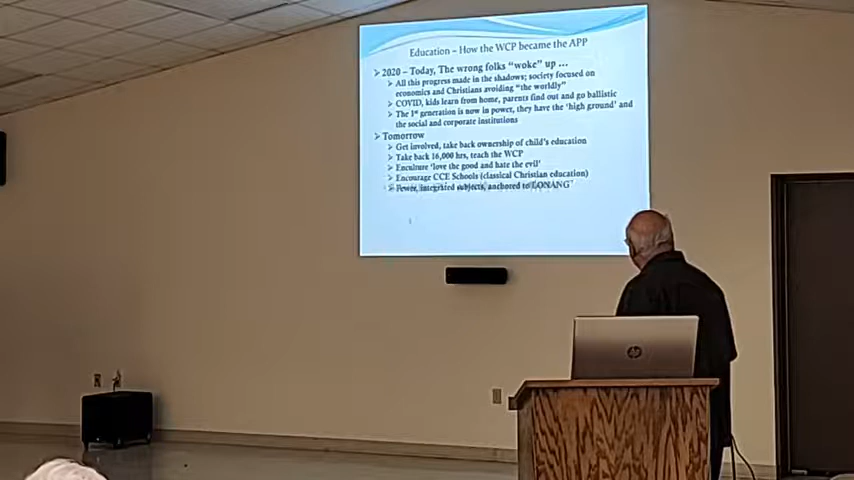 Education – How the WCP became the APP
➢ 2020 – Today, The wrong folks "woke" up ...
➢ All this progress made in the shadows; society focused on
economics and Christians avoiding "the worldly"
➢ COVID, kids learn from home, parents find out and go ballistic
➢ The 1st generation is now in power, they have the 'high ground' and
the social and corporate institutions
➢ Tomorrow
➢ Get involved, take back ownership of child's education
➢ Take back 16,000 hrs, teach the WCP
➢ Enculture 'love the good and hate the evil'
➢ Encourage CCE Schools (classical Christian education)
➢ Fewer, integrated subjects, anchored to LONANG
hp